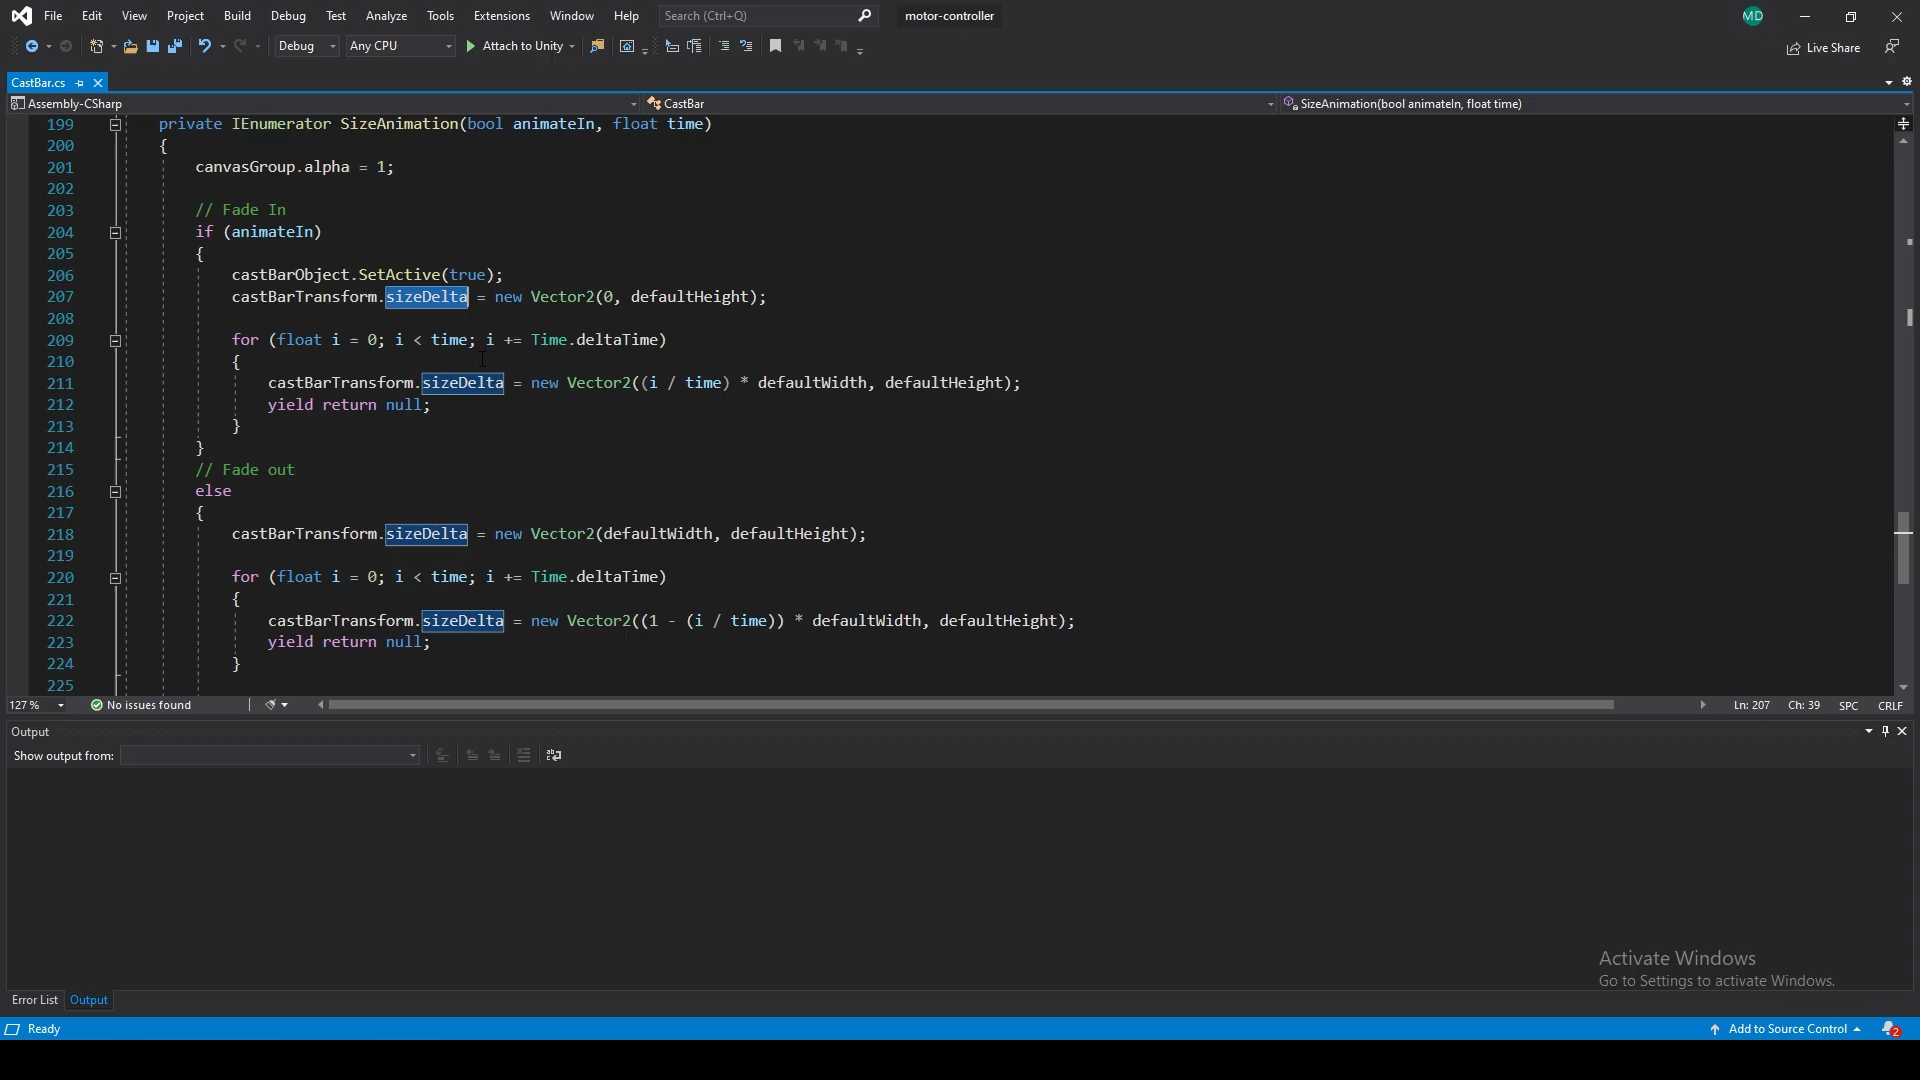 File Edit View Project Build Debug Test Analyze Tools Extensions Window Help Search (Ctrl+Q) motor-controller MD
Debug Any CPU Attach to Unity Live Share
CastBar.cs
Assembly-CSharp CastBar SizeAnimation(bool animateIn, float time)
199 private IEnumerator SizeAnimation(bool animateIn, float time)
200 {
201 canvasGroup.alpha = 1;
202
203 // Fade In
204 if (animateIn)
205 {
206 castBarObject.SetActive(true);
207 castBarTransform.sizeDelta = new Vector2(0, defaultHeight);
208
209 for (float i = 0; i < time; i += Time.deltaTime)
210 {
211 castBarTransform.sizeDelta = new Vector2((i / time) * defaultWidth, defaultHeight);
212 yield return null;
213 }
214 }
215 // Fade out
216 else
217 {
218 castBarTransform.sizeDelta = new Vector2(defaultWidth, defaultHeight);
219
220 for (float i = 0; i < time; i += Time.deltaTime)
221 {
222 castBarTransform.sizeDelta = new Vector2((1 - (i / time)) * defaultWidth, defaultHeight);
223 yield return null;
224 }
225
127 % No issues found Ln: 207 Ch: 39 SPC CRLF
Output
Show output from:
Activate Windows
Go to Settings to activate Windows.
Error List Output
Ready Add to Source Control 2